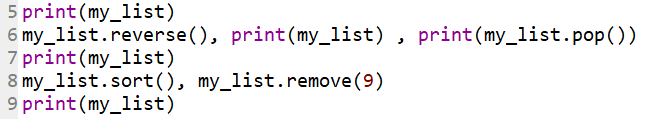 5 print(my_list)
6 my_list.reverse(), print(my_list) , print(my_list.pop())
7 print(my_list)
8 my_list.sort(), my_list.remove(9)
9 print(my_list)